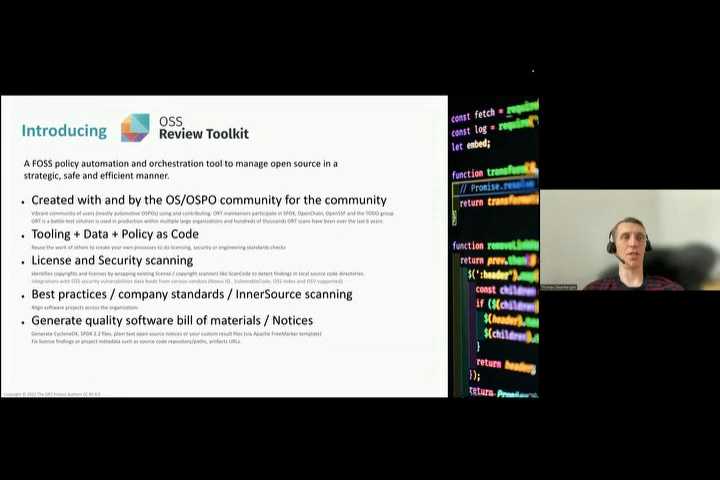 Introducing
OSS
Review Toolkit
A FOSS policy automation and orchestration tool to manage open source in a
strategic, safe and efficient manner.
• Created with and by the OS/OSPO community for the community
Vibrant community of users (mostly automotive OSPOs) using and contributing. ORT maintainers participate in SPDX, OpenChain, OpenSSF and the TODO group
ORT is a battle-test solution is used in production within multiple large organizations and hundreds of thousands ORT scans have been over the last 6 years
• Tooling + Data + Policy as Code
Reuse the work of others to create your own processes to do licensing, security or engineering standards checks
• License and Security scanning
Identifies copyrights and licenses by wrapping existing license / copyright scanners like ScanCode to detect findings in local source code directories
Integrations with OSS security vulnerabilities data feeds from various vendors (Nexus IQ, VulnerableCode, OSS Index and OSV supported)
• Best practices / company standards / InnerSource scanning
Align software projects across the organization.
• Generate quality software bill of materials / Notices
Generate CycloneDX, SPDX 2.2 files, plain text open source notices or your custom result files (via Apache FreeMarker template)
Fix license findings or project metadata such as source code repository/paths, artifacts URLs.
const fetch = require
const log = require
let embed;
function transform
// Promise.
return transform
}
function remove
return prev.
$(':header').
const children
if ($(children
$(header).
$(children).
}
return header
});
return